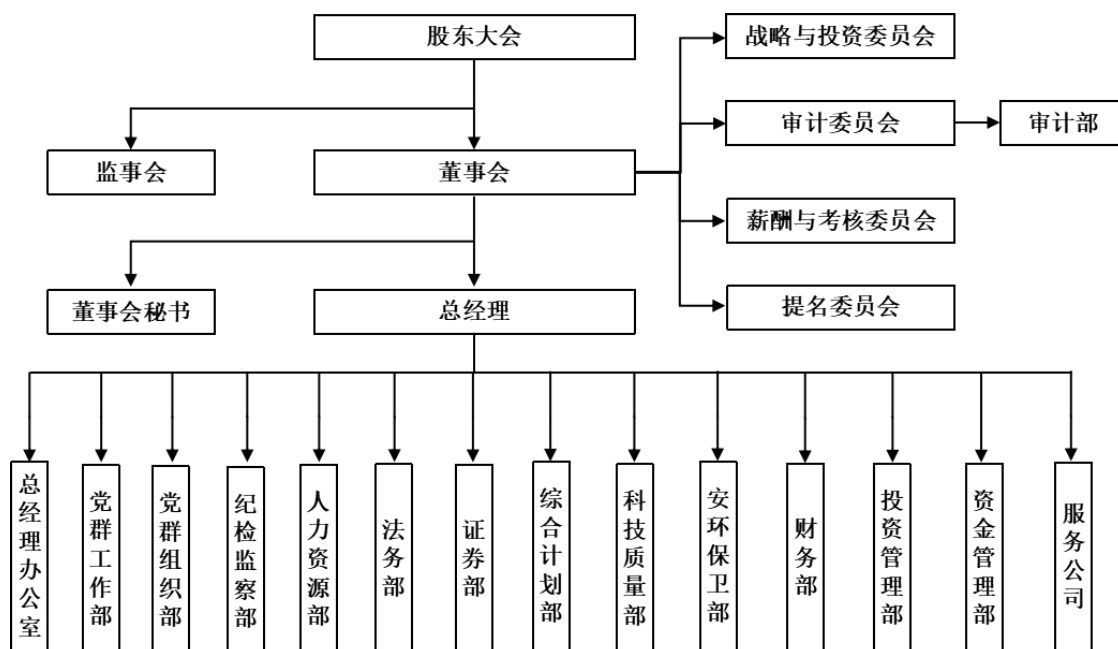 股东大会
战略与投资委员会
审计委员会
审计部
监事会
董事会
薪酬与考核委员会
董事会秘书
总经理
提名委员会
总经理办公室
党群工作部
党群组织部
纪检监察部
人力资源部
法务部
证券部
综合计划部
科技质量部
安环保卫部
财务部
投资管理部
资金管理部
服务公司